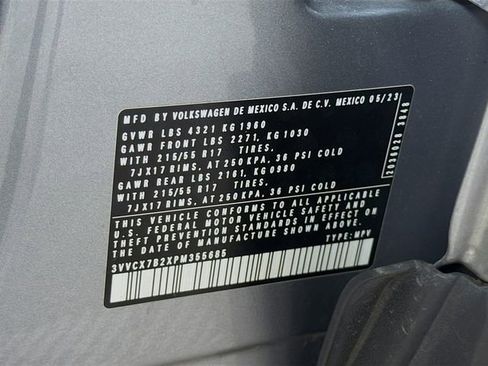 MFD BY VOLKSWAGEN DE MEXICO S.A. DE C.V. MEXICO 05/23
GVWR LBS 4321 KG 1960
GAWR FRONT LBS 2271, KG 1030
WITH 215/55 R17 TIRES.
7JX17 RIMS, AT 250 KPA, 36 PSI COLD
GAWR REAR LBS 2161, KG 0980
WITH 215/55 R17 TIRES.
7JX17 RIMS, AT 250 KPA, 36 PSI COLD
THIS VEHICLE CONFORMS TO ALL APPLICABLE
U.S. FEDERAL MOTOR VEHICLE SAFETY AND
THEFT PREVENTION STANDARDS IN EFFECT ON
THE DATE OF MANUFACTURE SHOWN ABOVE.
3VVCX7B2XPM355685
TYPE: MPV